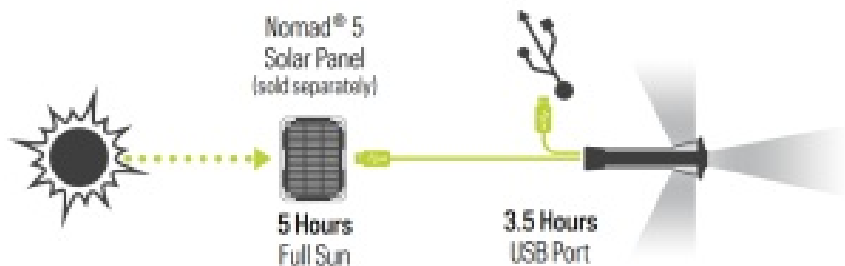 Nomad® 5
Solar Panel
(sold separately)
5 Hours
Full Sun
3.5 Hours
USB Port